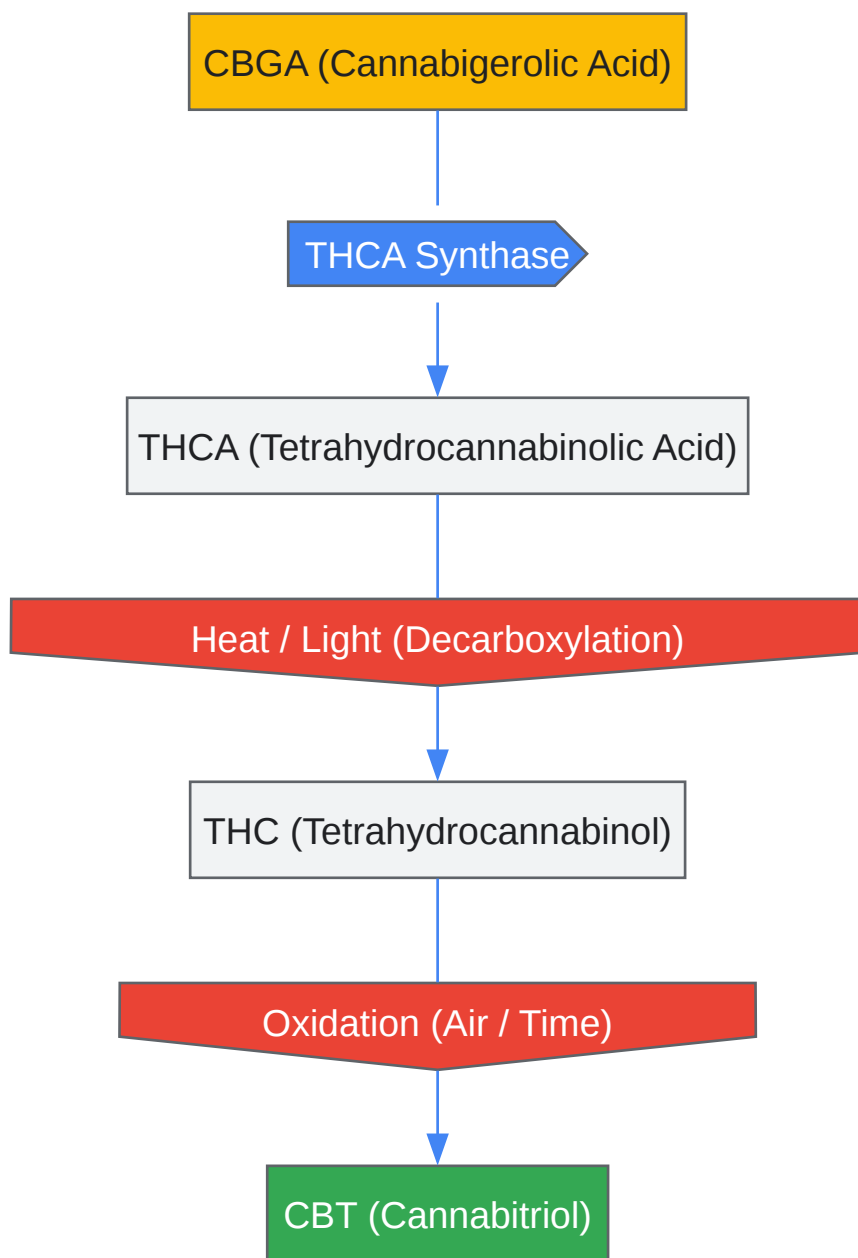 CBGA (Cannabigerolic Acid)
THCA Synthase
THCA (Tetrahydrocannabinolic Acid)
Heat / Light (Decarboxylation)
THC (Tetrahydrocannabinol)
Oxidation (Air / Time)
CBT (Cannabitriol)